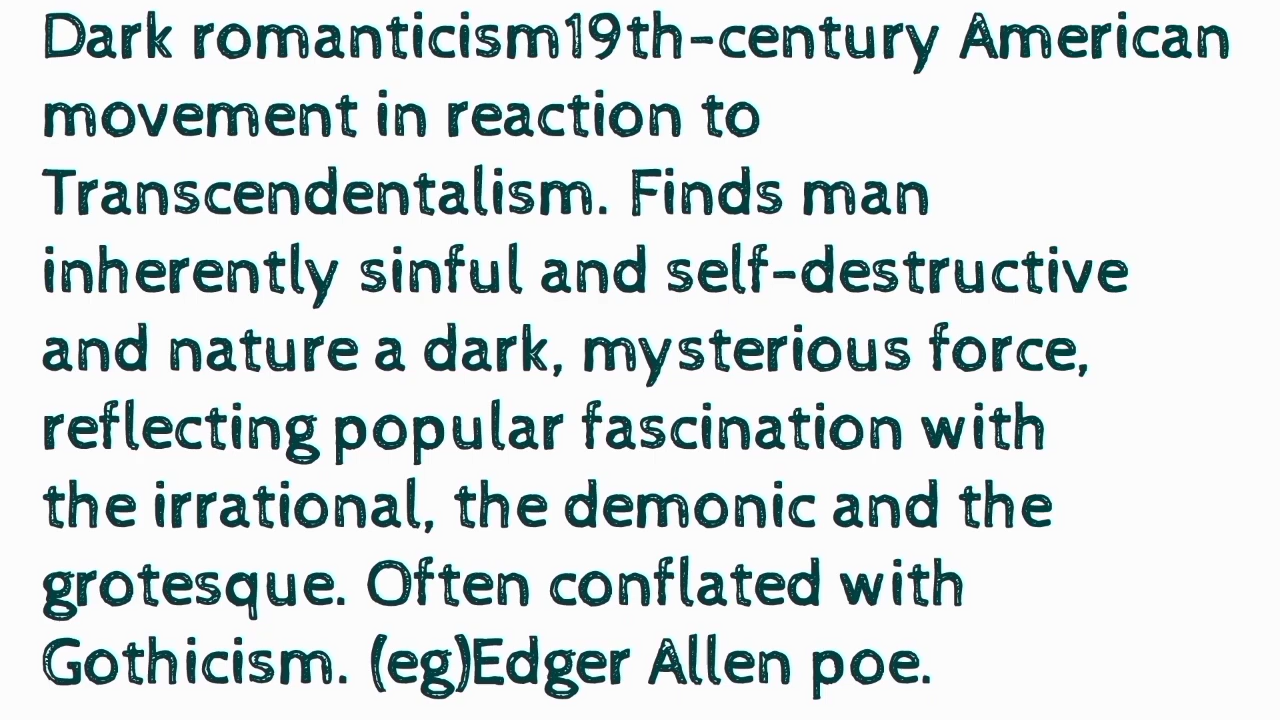 Dark romanticism19th-century American
movement in reaction to
Transcendentalism. Finds man
inherently sinful and self-destructive
and nature a dark, mysterious force,
reflecting popular fascination with
the irrational, the demonic and the
grotesque. Often conflated with
Gothicism. (eg)Edger Allen poe.